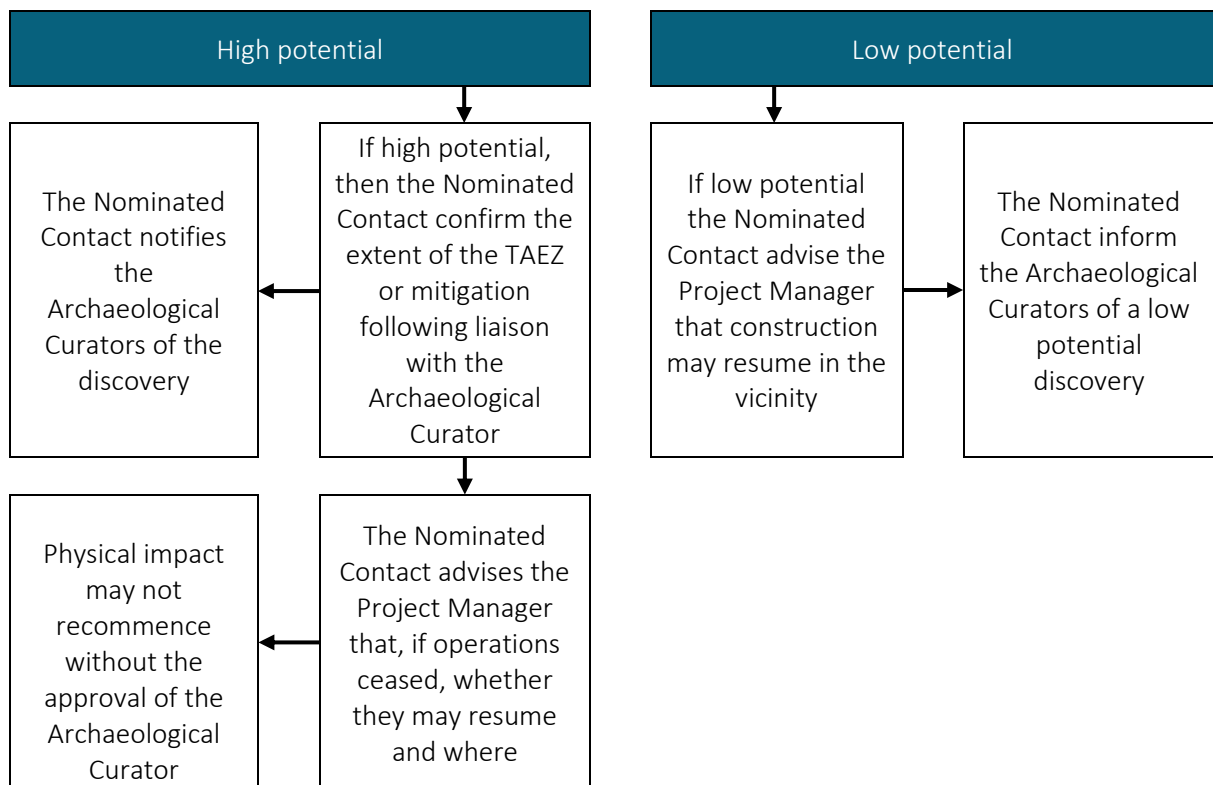 High potential
Low potential
The Nominated
Contact notifies
the
Archaeological
Curators of the
discovery
If high potential,
then the Nominated
Contact confirm the
extent of the TAEZ
or mitigation
following liaison
with the
Archaeological
Curator
If low potential
the Nominated
Contact advise the
Project Manager
that construction
may resume in the
vicinity
The Nominated
Contact inform
the Archaeological
Curators of a low
potential
discovery
Physical impact
may not
recommence
without the
approval of the
Archaeological
Curator
The Nominated
Contact advises the
Project Manager
that, if operations
ceased, whether
they may resume
and where